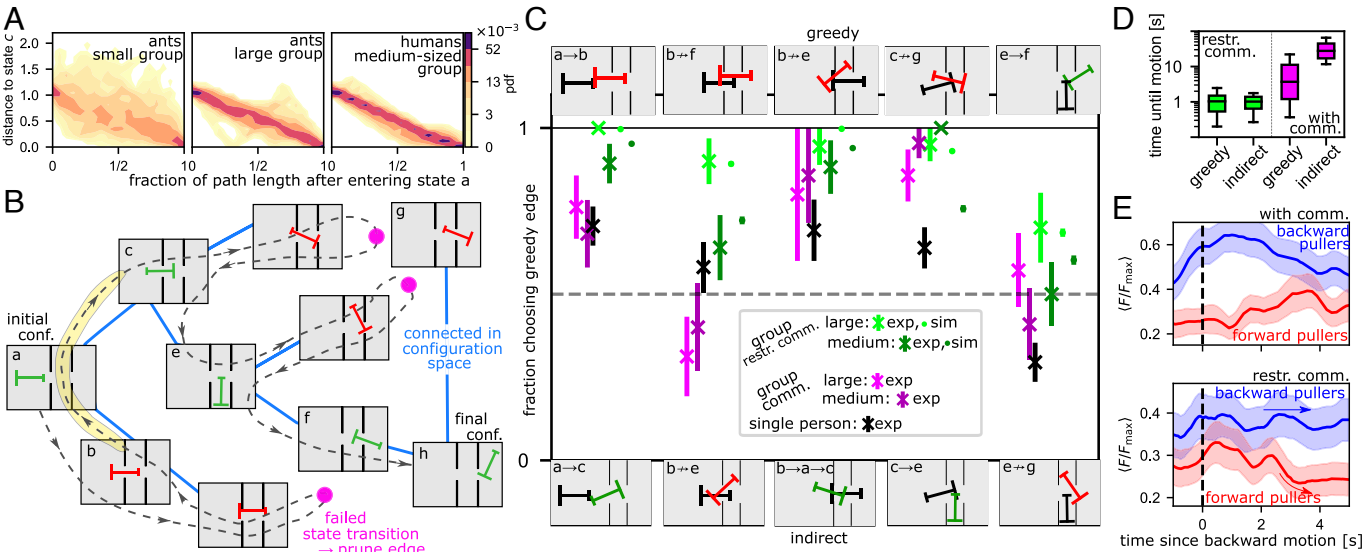 A
ants
small group
ants
large group
humans
medium-sized
group
×10⁻³
52
13
3
0
pdf
distance to state c
2.0
1.5
1.0
0.5
0.0
0
1/2
1
0
1/2
1
0
1/2
1
fraction of path length after entering state a
B
initial
conf.
a
b
c
e
f
g
h
connected in
configuration
space
final
conf.
failed
state transition
→ prune edge
C
greedy
a→b
b↛f
b↛e
c↛g
e→f
fraction choosing greedy edge
1
0
group
restr. comm.
large: exp, sim
medium: exp, sim
group
comm.
large: exp
medium: exp
single person: exp
a→c
b↛e
b→a→c
c→e
e↛g
indirect
D
time until motion [s]
restr.
comm.
with
comm.
10
1
greedy
indirect
greedy
indirect
E
with comm.
backward
pullers
forward pullers
⟨F/Fmax⟩
0.6
0.4
0.2
restr. comm.
backward pullers
forward pullers
⟨F/Fmax⟩
0.4
0.3
0.2
0
2
4
time since backward motion [s]